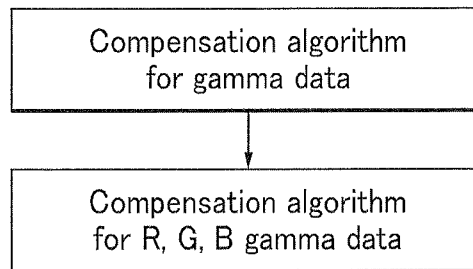 Compensation algorithm
for gamma data
Compensation algorithm
for R, G, B gamma data